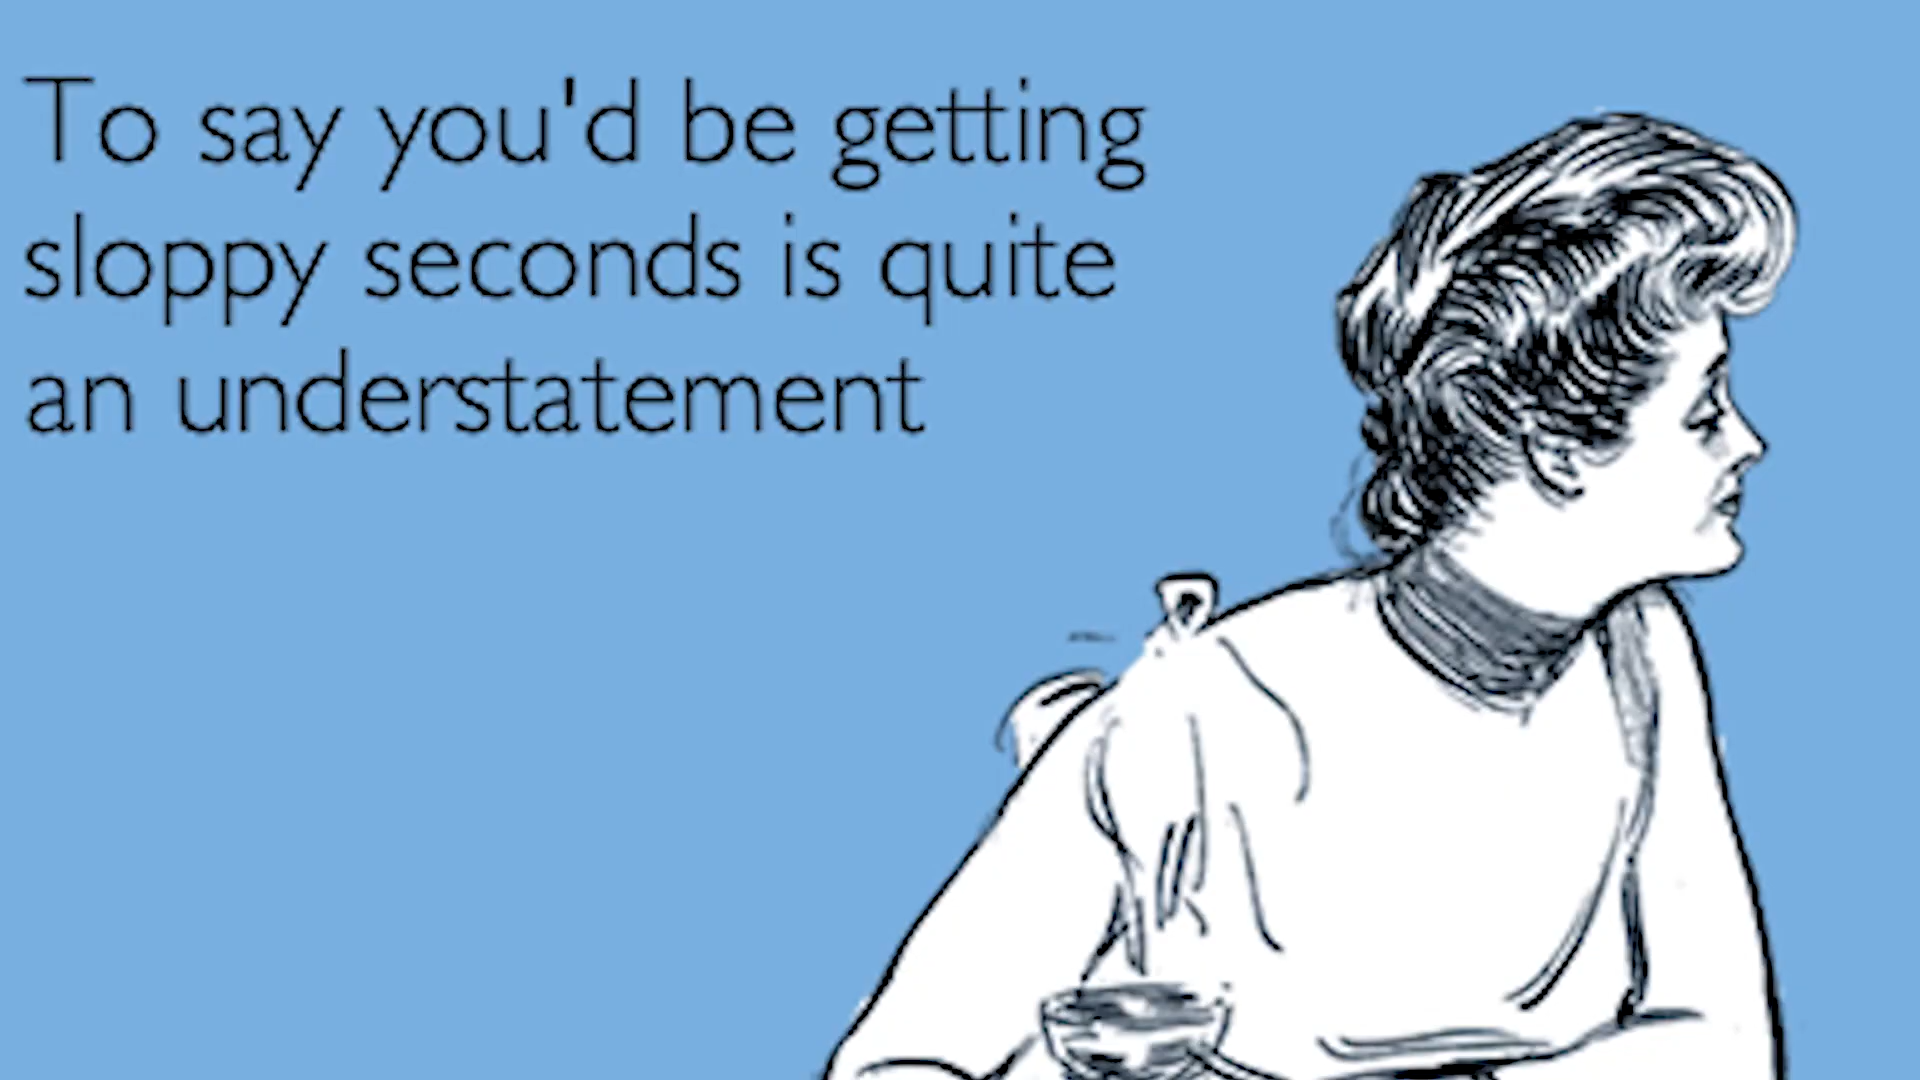 To say you'd be getting
sloppy seconds is quite
an understatement